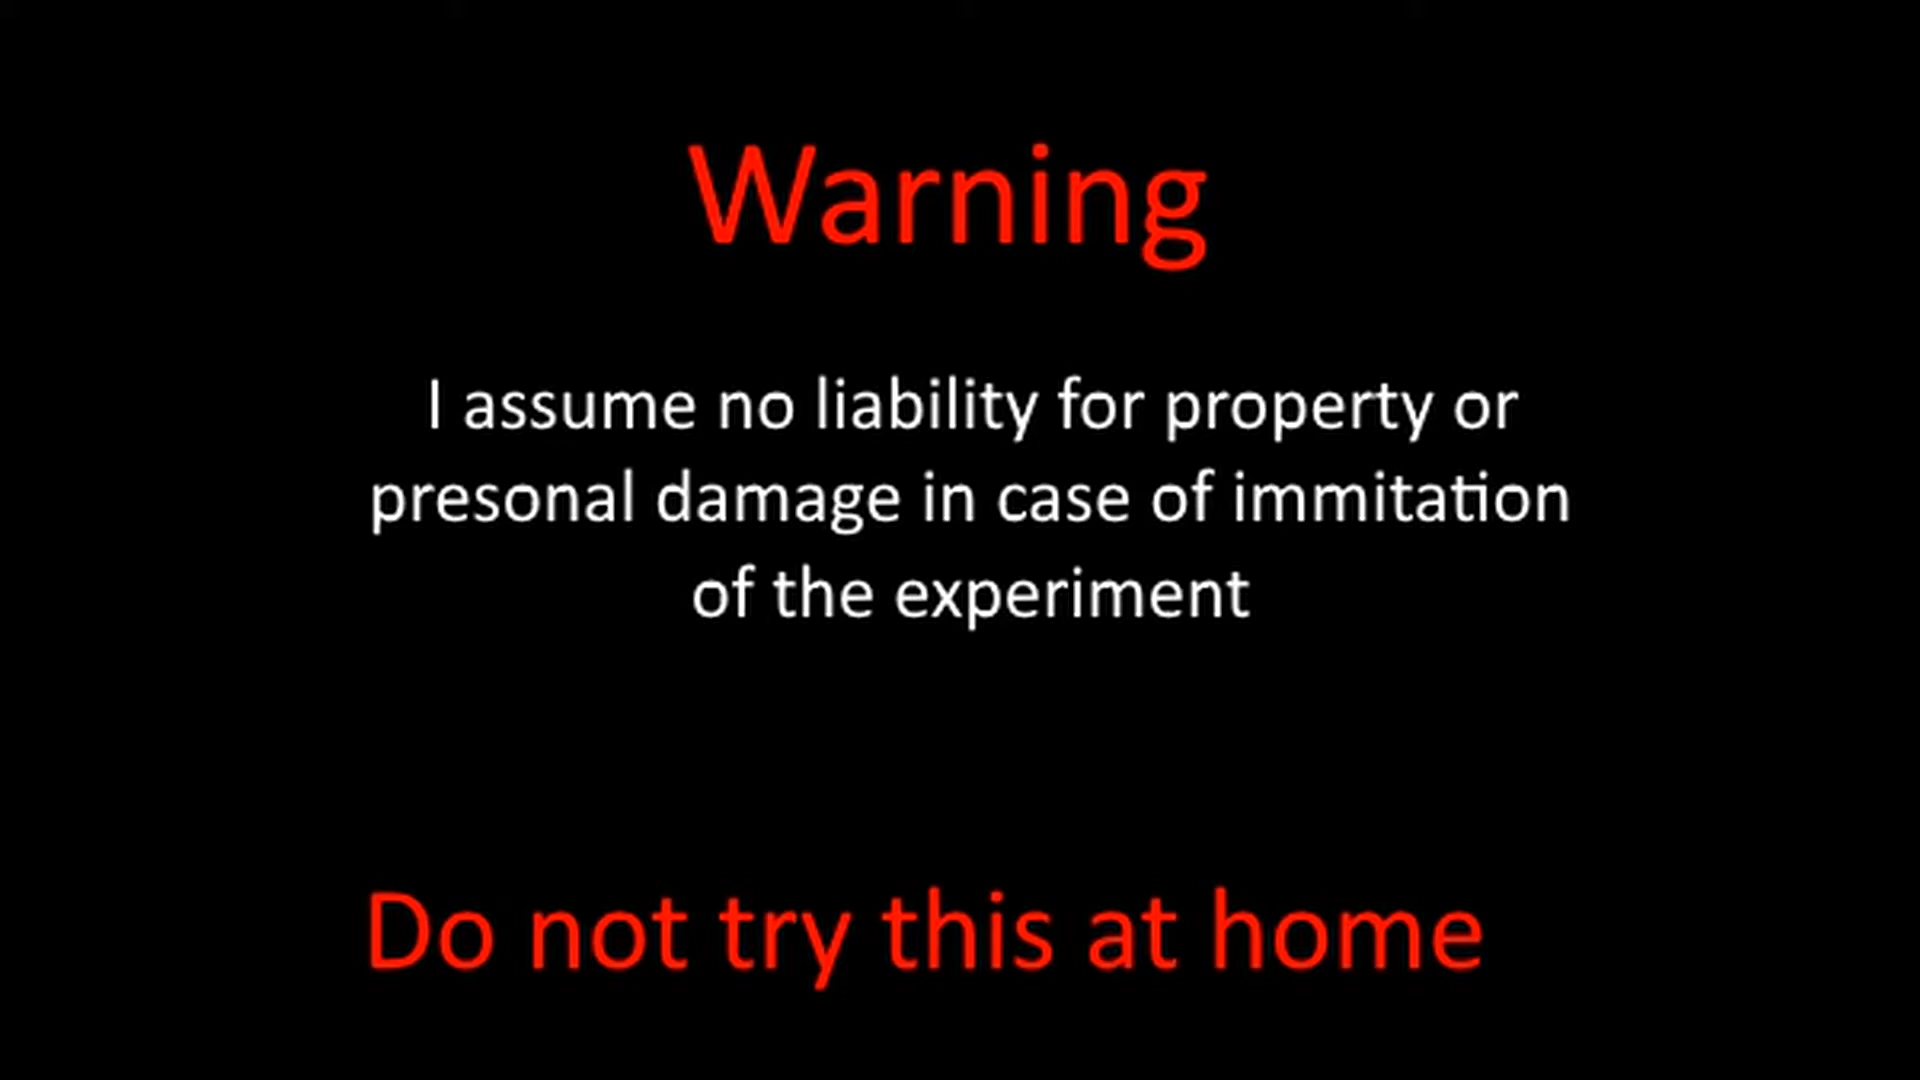 Warning
I assume no liability for property or
presonal damage in case of immitation
of the experiment
Do not try this at home